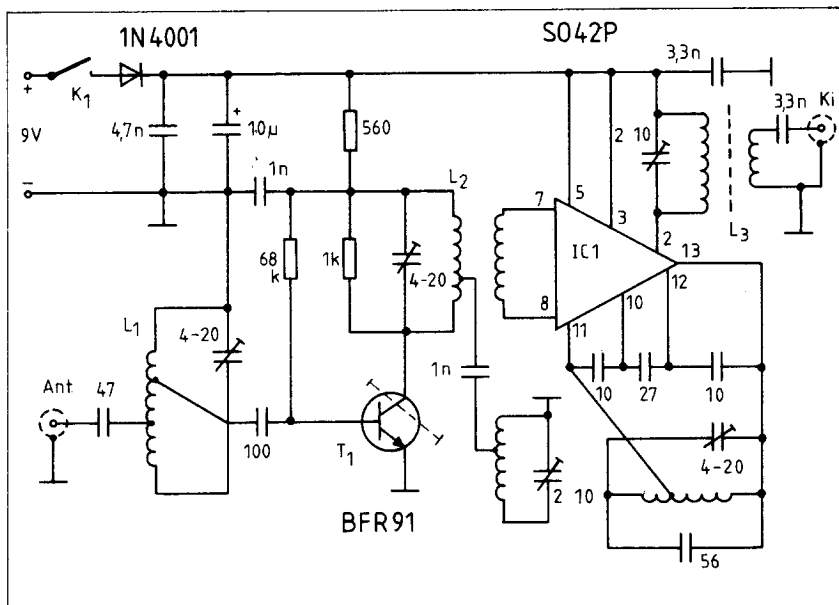 1N4001
SO42P
K1
+
9V
−
4,7n
+
10μ
1n
560
68
k
1k
4-20
L2
L1
4-20
Ant
47
100
T1
BFR91
1n
2 10
7
8
IC1
5
3
2
2
13
12
10
11
10
27
10
10
3,3n
3,3n
Ki
L3
4-20
56